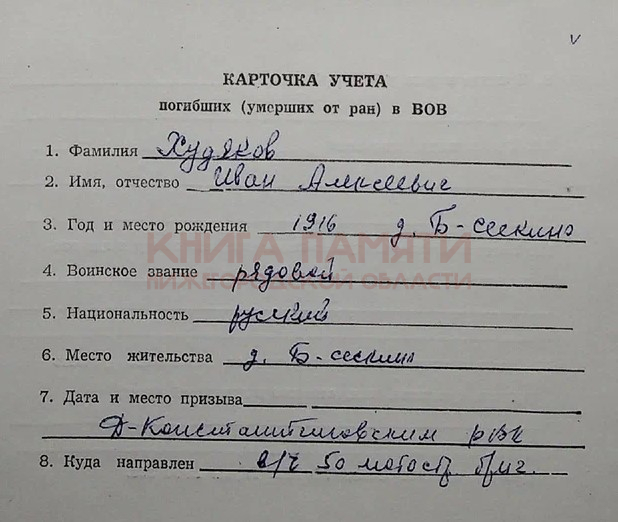 КАРТОЧКА УЧЕТА
погибших (умерших от ран) в ВОВ
1. Фамилия Худяков
2. Имя, отчество Иван Алексеевич
3. Год и место рождения 1916 д. Б-сескино
КНИГА ПАМЯТИ
НИЖЕГОРОДСКОЙ ОБЛАСТИ
4. Воинское звание рядовой
5. Национальность русский
6. Место жительства д. Б-сескино
7. Дата и место призыва
Д-Константиновским РВК
8. Куда направлен в/ч 50 мотостр бриг.